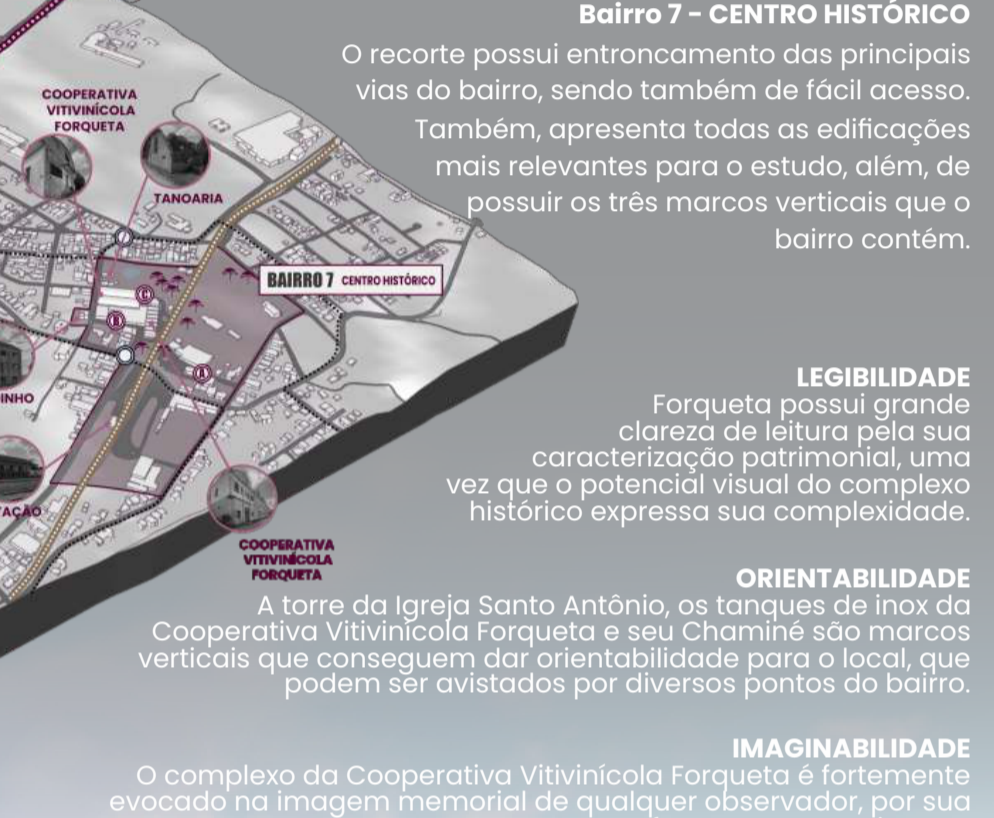 Bairro 7 - CENTRO HISTÓRICO
O recorte possui entroncamento das principais
vias do bairro, sendo também de fácil acesso.
Também, apresenta todas as edificações
mais relevantes para o estudo, além, de
possuir os três marcos verticais que o
bairro contém.
COOPERATIVA
VITIVINÍCOLA
FORQUETA
TANOARIA
BAIRRO 7 CENTRO HISTÓRICO
C
B
A
INHO
AÇÃO
COOPERATIVA
VITIVINÍCOLA
FORQUETA
LEGIBILIDADE
Forqueta possui grande
clareza de leitura pela sua
caracterização patrimonial, uma
vez que o potencial visual do complexo
histórico expressa sua complexidade.
ORIENTABILIDADE
A torre da Igreja Santo Antônio, os tanques de inox da
Cooperativa Vitivinícola Forqueta e seu Chaminé são marcos
verticais que conseguem dar orientabilidade para o local, que
podem ser avistados por diversos pontos do bairro.
IMAGINABILIDADE
O complexo da Cooperativa Vitivinícola Forqueta é fortemente
evocado na imagem memorial de qualquer observador, por sua